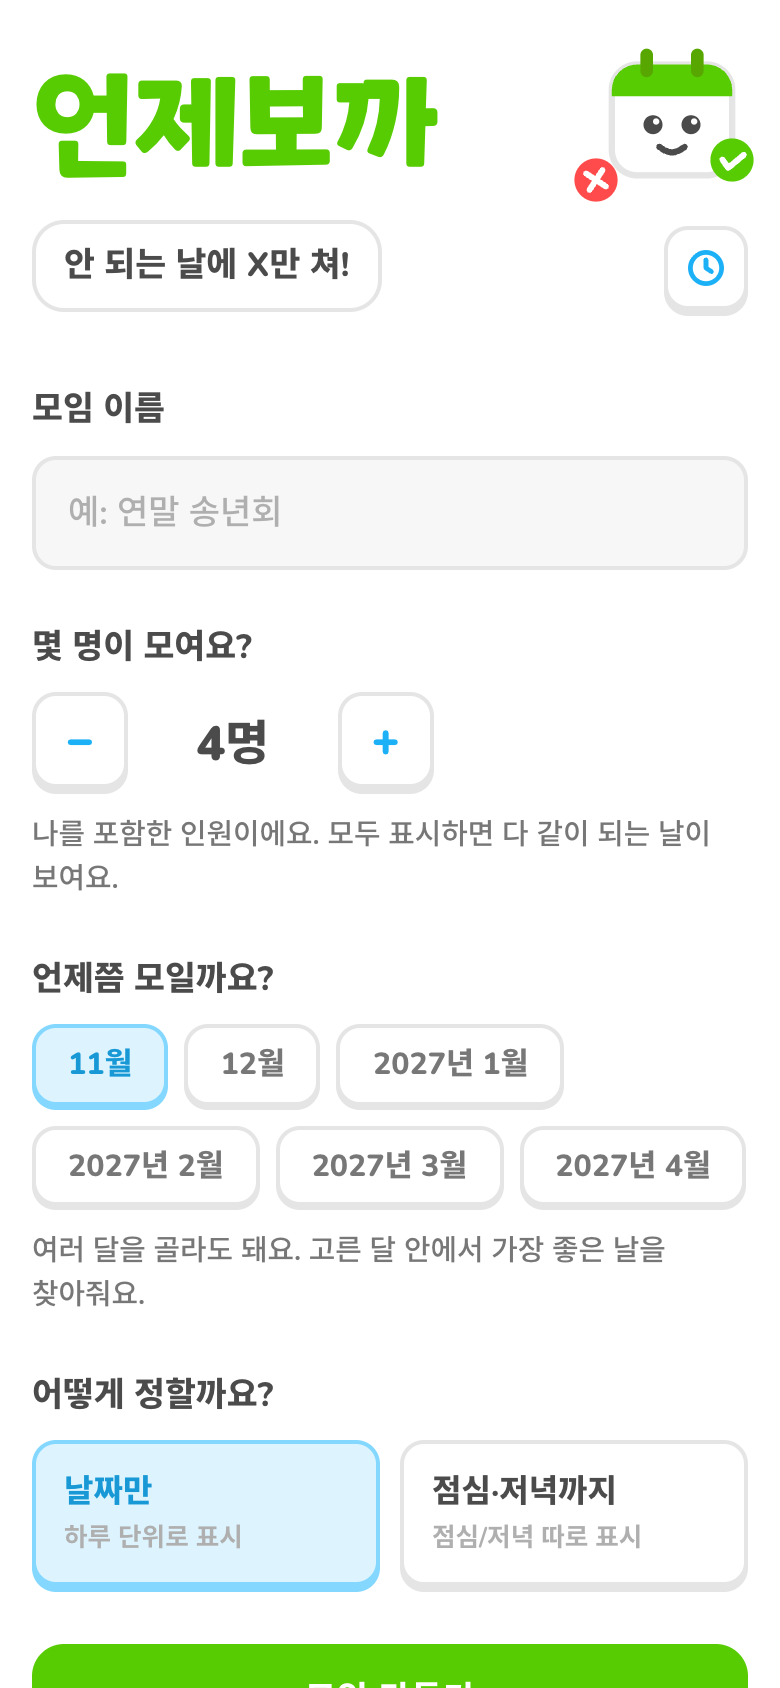 언제보까
안 되는 날에 X만 쳐!
모임 이름
예: 연말 송년회
몇 명이 모여요?
4명
나를 포함한 인원이에요. 모두 표시하면 다 같이 되는 날이
보여요.
언제쯤 모일까요?
11월 12월 2027년 1월
2027년 2월 2027년 3월 2027년 4월
여러 달을 골라도 돼요. 고른 달 안에서 가장 좋은 날을
찾아줘요.
어떻게 정할까요?
날짜만 점심·저녁까지
하루 단위로 표시 점심/저녁 따로 표시